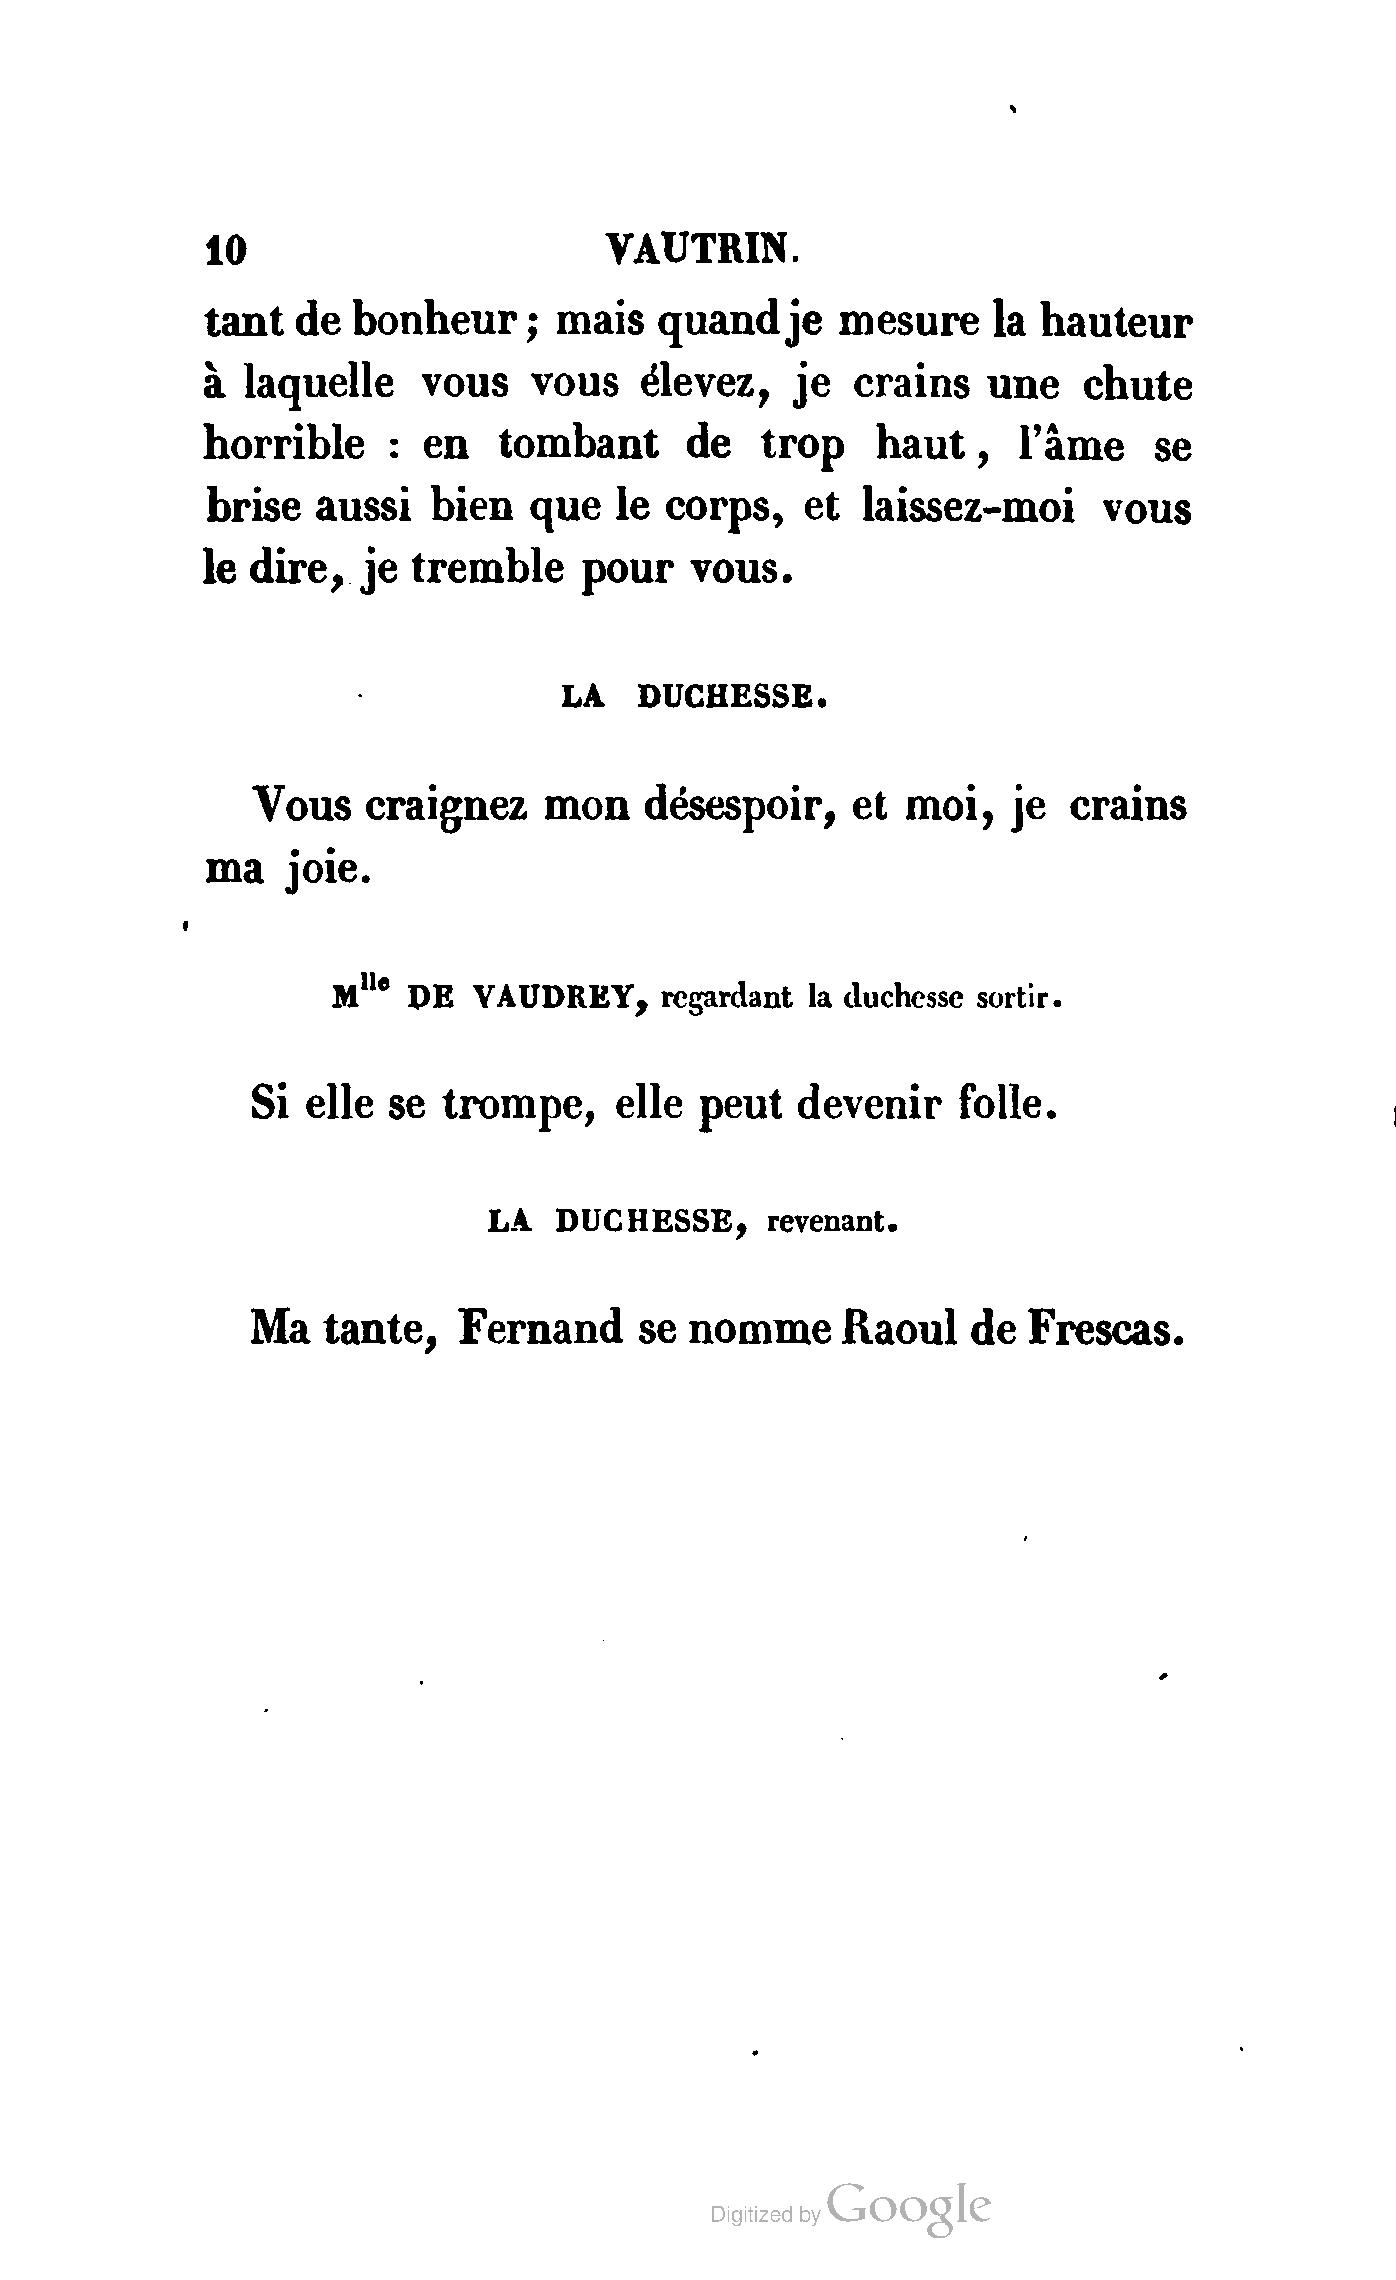 10 VAUTRIN.
tant de bonheur ; mais quand je mesure la hauteur
à laquelle vous vous élevez, je crains une chute
horrible : en tombant de trop haut , l'âme se
brise aussi bien que le corps, et laissez-moi vous
le dire, je tremble pour vous.
LA DUCHESSE.
Vous craignez mon désespoir, et moi, je crains
ma joie.
Mlle DE VAUDREY, regardant la duchesse sortir.
Si elle se trompe, elle peut devenir folle.
LA DUCHESSE, revenant.
Ma tante, Fernand se nomme Raoul de Frescas.
Digitized by Google